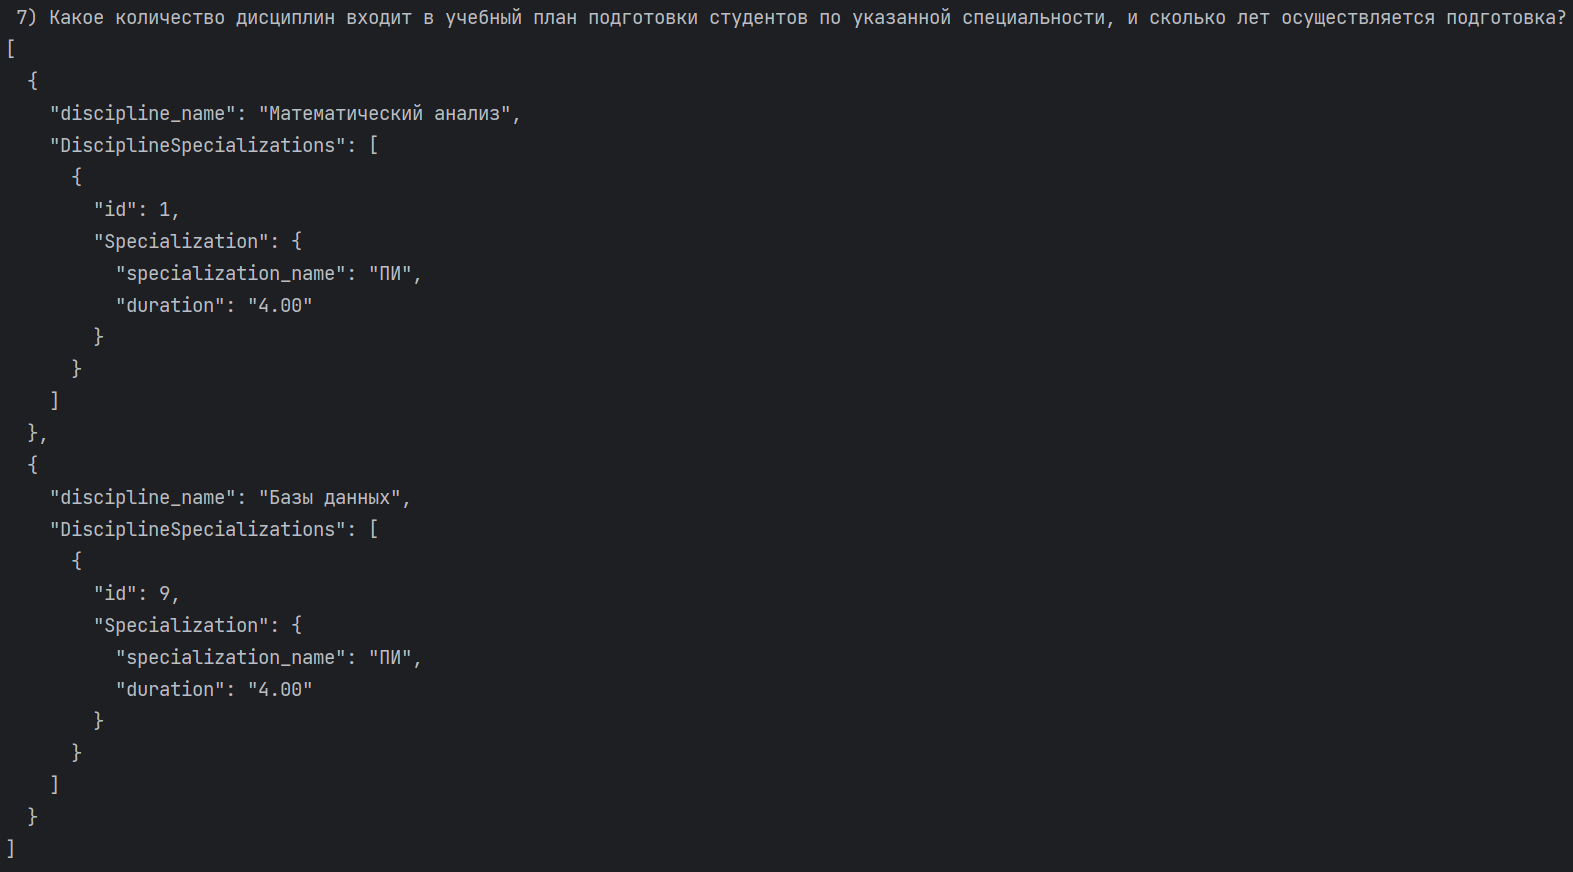 7) Какое количество дисциплин входит в учебный план подготовки студентов по указанной специальности, и сколько лет осуществляется подготовка?
[
  {
    "discipline_name": "Математический анализ",
    "DisciplineSpecializations": [
      {
        "id": 1,
        "Specialization": {
          "specialization_name": "ПИ",
          "duration": "4.00"
        }
      }
    ]
  },
  {
    "discipline_name": "Базы данных",
    "DisciplineSpecializations": [
      {
        "id": 9,
        "Specialization": {
          "specialization_name": "ПИ",
          "duration": "4.00"
        }
      }
    ]
  }
]